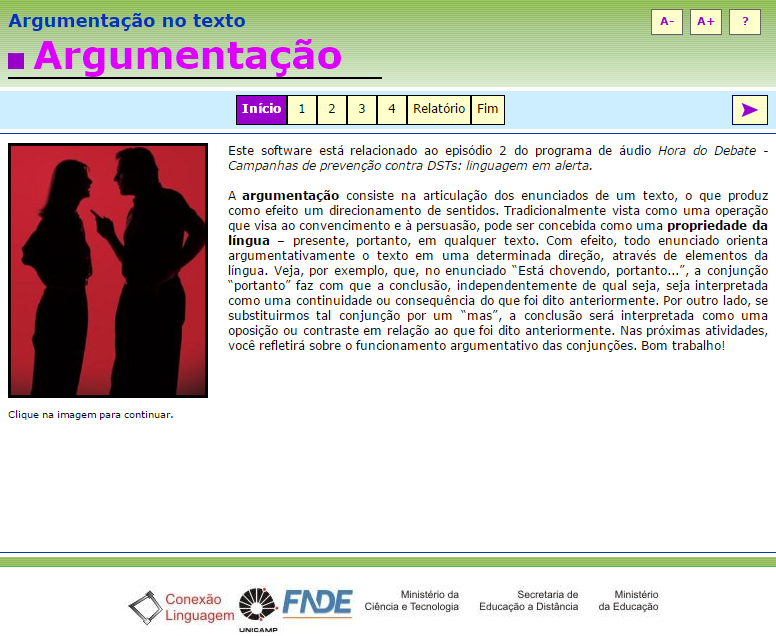 Argumentação no texto
A- A+ ?
Argumentação
Início 1 2 3 4 Relatório Fim
Este software está relacionado ao episódio 2 do programa de áudio Hora do Debate -
Campanhas de prevenção contra DSTs: linguagem em alerta.
A argumentação consiste na articulação dos enunciados de um texto, o que produz
como efeito um direcionamento de sentidos. Tradicionalmente vista como uma operação
que visa ao convencimento e à persuasão, pode ser concebida como uma propriedade da
língua – presente, portanto, em qualquer texto. Com efeito, todo enunciado orienta
argumentativamente o texto em uma determinada direção, através de elementos da
língua. Veja, por exemplo, que, no enunciado “Está chovendo, portanto...”, a conjunção
“portanto” faz com que a conclusão, independentemente de qual seja, seja interpretada
como uma continuidade ou consequência do que foi dito anteriormente. Por outro lado, se
substituirmos tal conjunção por um “mas”, a conclusão será interpretada como uma
oposição ou contraste em relação ao que foi dito anteriormente. Nas próximas atividades,
você refletirá sobre o funcionamento argumentativo das conjunções. Bom trabalho!
Clique na imagem para continuar.
Conexão
Linguagem
UNICAMP
FNDE
Ministério da
Ciência e Tecnologia
Secretaria de
Educação a Distância
Ministério
da Educação